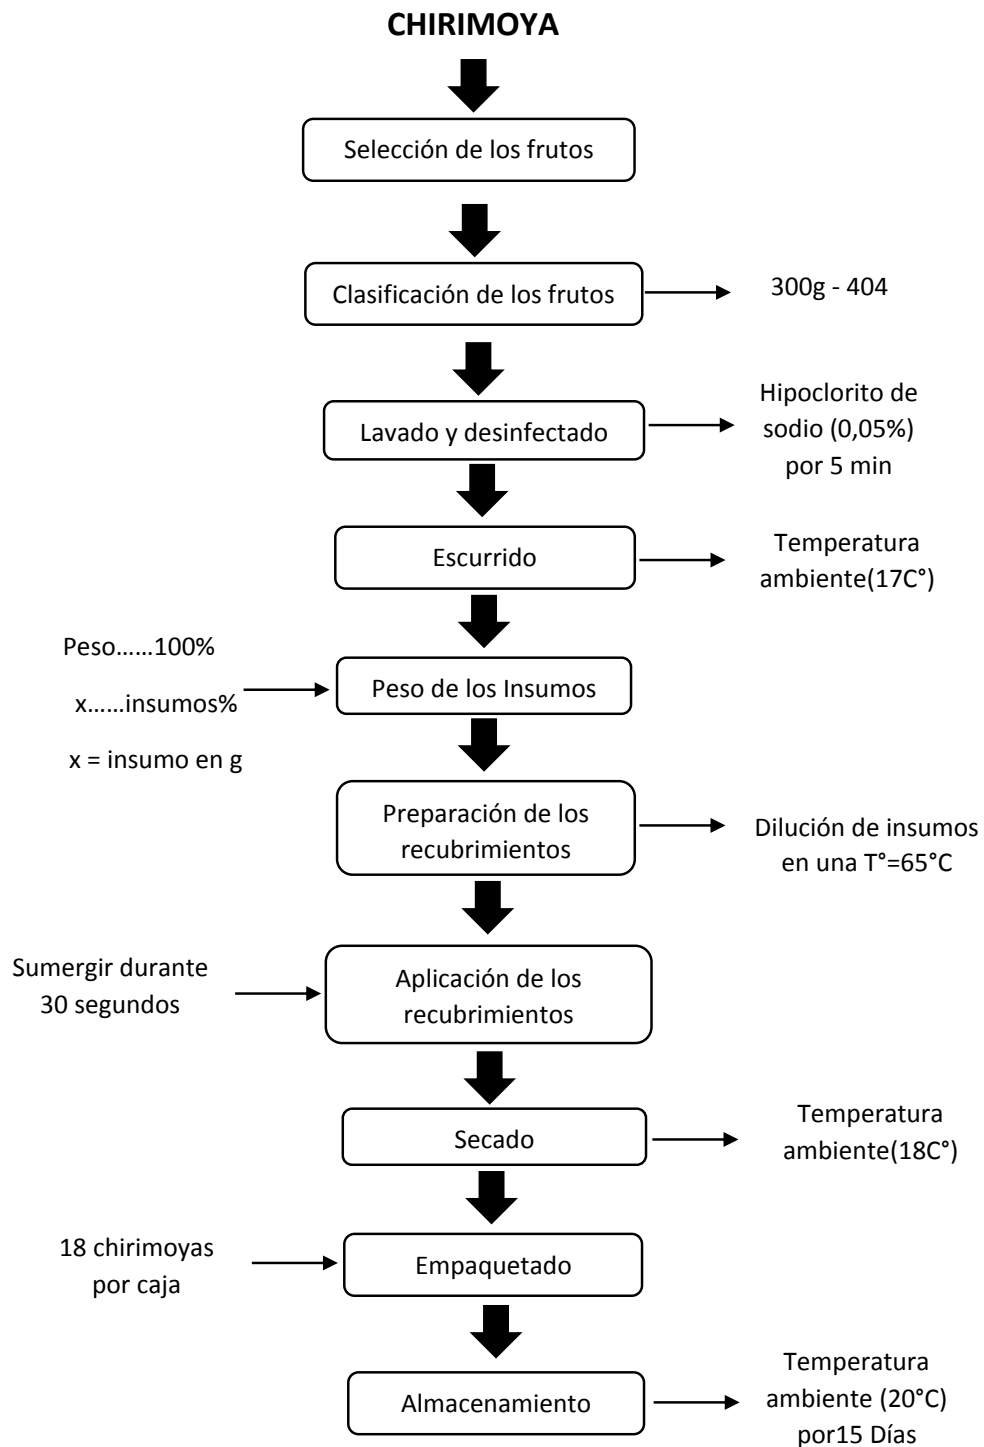 CHIRIMOYA
Selección de los frutos
Clasificación de los frutos
300g - 404
Lavado y desinfectado
Hipoclorito de
sodio (0,05%)
por 5 min
Escurrido
Temperatura
ambiente(17C°)
Peso......100%
x......insumos%
x = insumo en g
Peso de los Insumos
Preparación de los
recubrimientos
Dilución de insumos
en una T°=65°C
Sumergir durante
30 segundos
Aplicación de los
recubrimientos
Secado
Temperatura
ambiente(18C°)
18 chirimoyas
por caja
Empaquetado
Almacenamiento
Temperatura
ambiente (20°C)
por15 Días